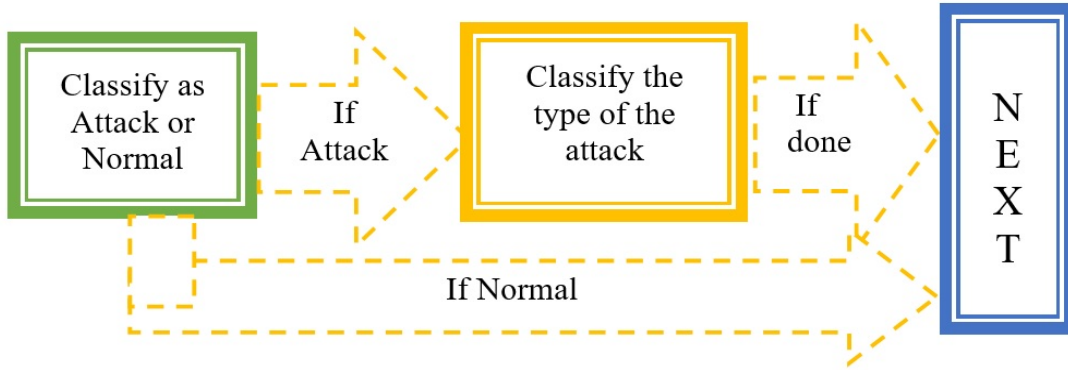 Classify as
Attack or
Normal
If
Attack
Classify the
type of the
attack
If
done
N
E
X
T
If Normal